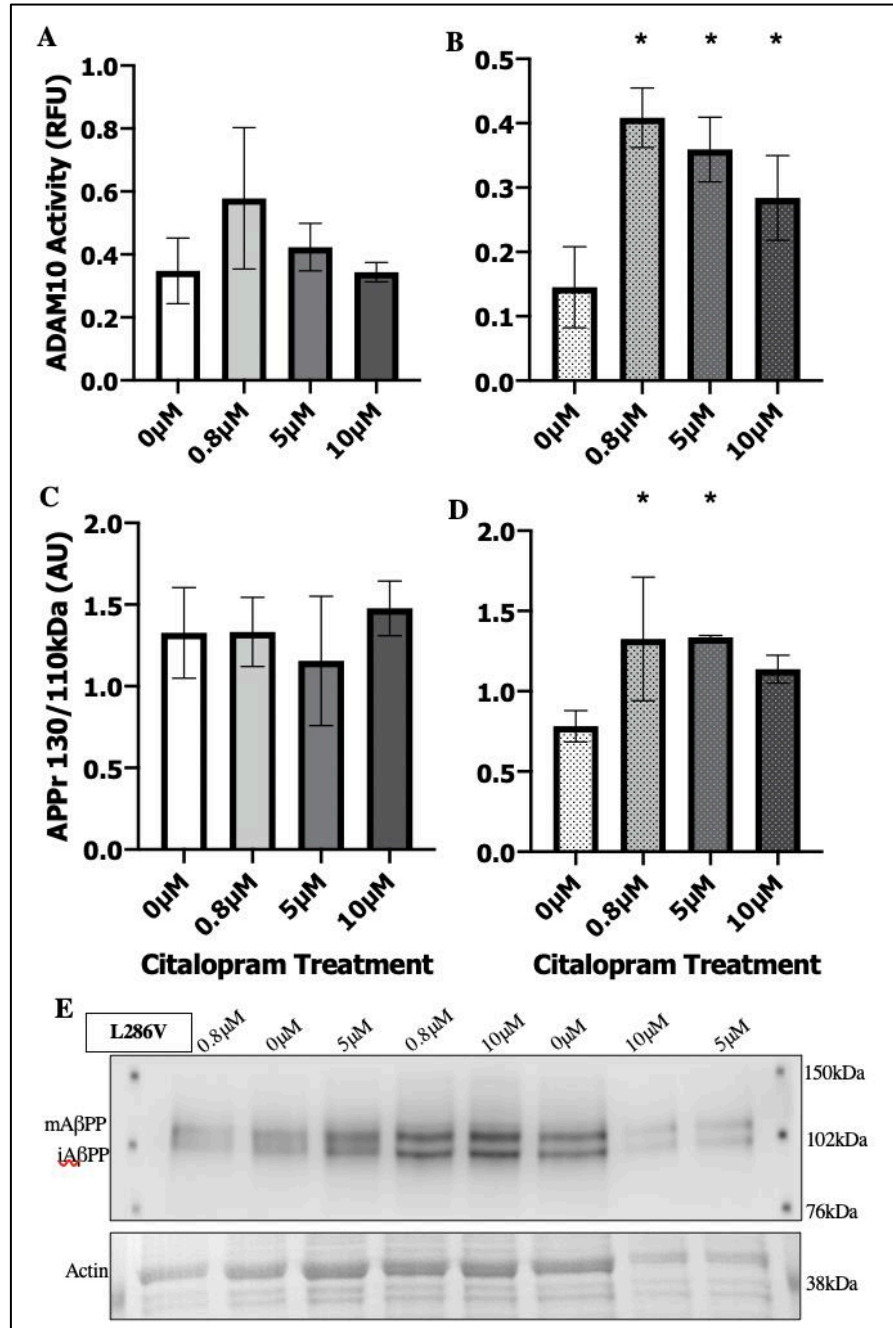 A
ADAM10 Activity (RFU)
1.0
0.8
0.6
0.4
0.2
0.0
0µM
0.8µM
5µM
10µM
B
* * *
0.5
0.4
0.3
0.2
0.1
0.0
0µM
0.8µM
5µM
10µM
C
APPr 130/110kDa (AU)
2.0
1.5
1.0
0.5
0.0
0µM
0.8µM
5µM
10µM
Citalopram Treatment
D
* *
2.0
1.5
1.0
0.5
0.0
0µM
0.8µM
5µM
10µM
Citalopram Treatment
E
L286V
0.8µM 0µM 5µM 0.8µM 10µM 0µM 10µM 5µM
150kDa
mAβPP
102kDa
iAβPP
76kDa
Actin
38kDa